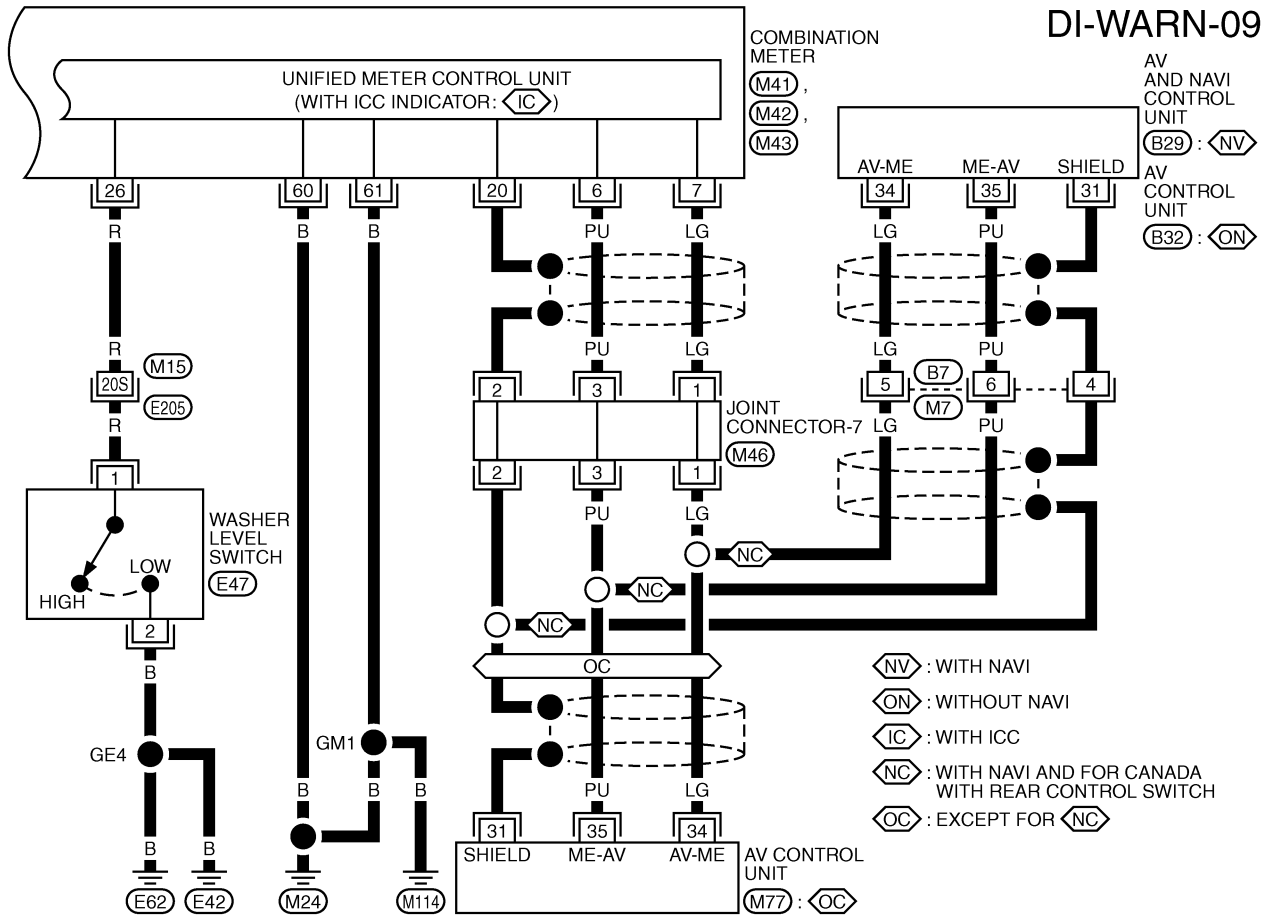 DI-WARN-09
COMBINATION
METER
M41 ,
M42 ,
M43
UNIFIED METER CONTROL UNIT
(WITH ICC INDICATOR: IC )
AV
AND NAVI
CONTROL
UNIT
B29 : NV
AV
CONTROL
UNIT
B32 : ON
AV-ME ME-AV SHIELD
26 60 61 20 6 7 34 35 31
R B B PU LG LG PU
R PU LG LG PU
M15
20S
E205
R
2 3 1
5 B7 6 4
M7
LG PU
JOINT
CONNECTOR-7
M46
2 3 1
PU LG
1
WASHER
LEVEL
SWITCH
E47
LOW
HIGH
2
B
NC
NC
NC
OC
GE4
GM1
B B B PU LG
B B
E62 E42 M24 M114
31 35 34
SHIELD ME-AV AV-ME
AV CONTROL
UNIT
M77 : OC
NV : WITH NAVI
ON : WITHOUT NAVI
IC : WITH ICC
NC : WITH NAVI AND FOR CANADA
WITH REAR CONTROL SWITCH
OC : EXCEPT FOR NC